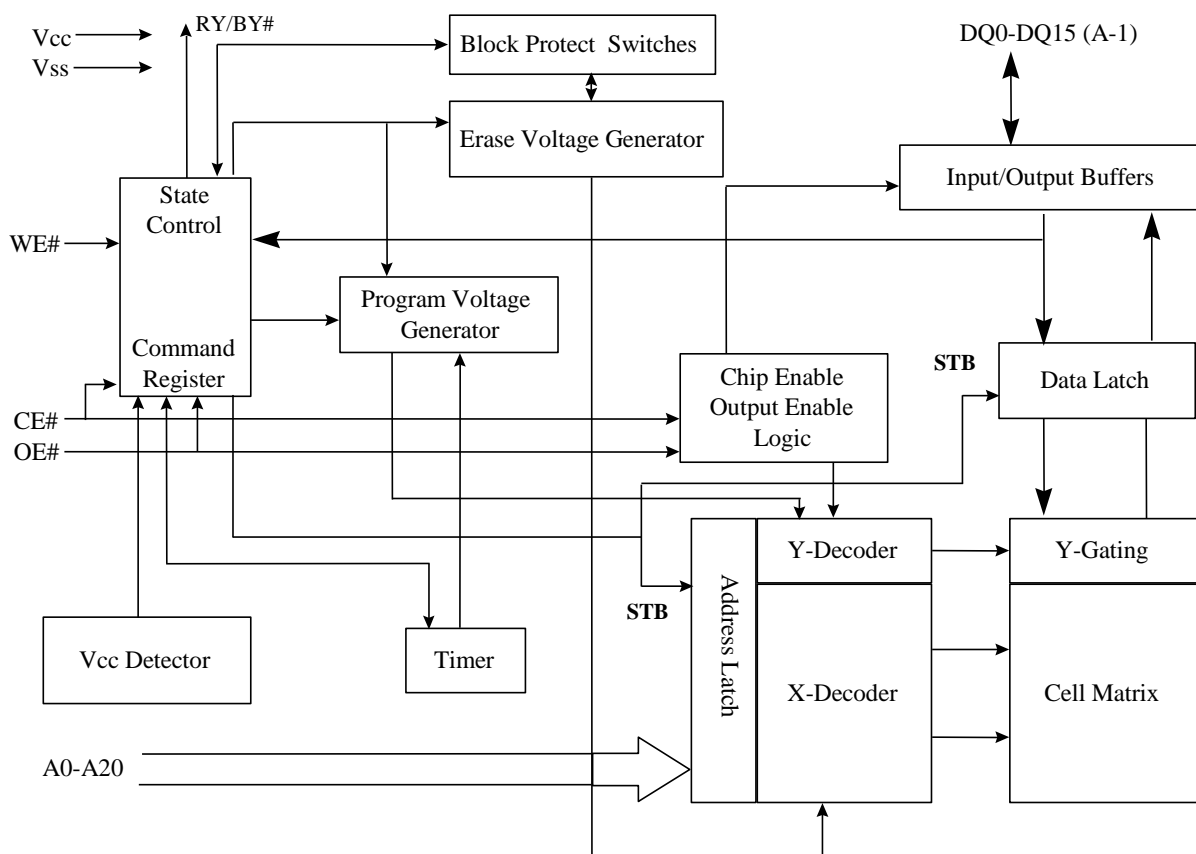 Vcc
Vss
RY/BY#
Block Protect Switches
DQ0-DQ15 (A-1)
Erase Voltage Generator
Input/Output Buffers
State
Control
WE#
Program Voltage
Generator
Command
Register
STB
Chip Enable
Output Enable
Logic
Data Latch
CE#
OE#
Y-Decoder
Y-Gating
Address Latch
STB
Vcc Detector
Timer
X-Decoder
Cell Matrix
A0-A20